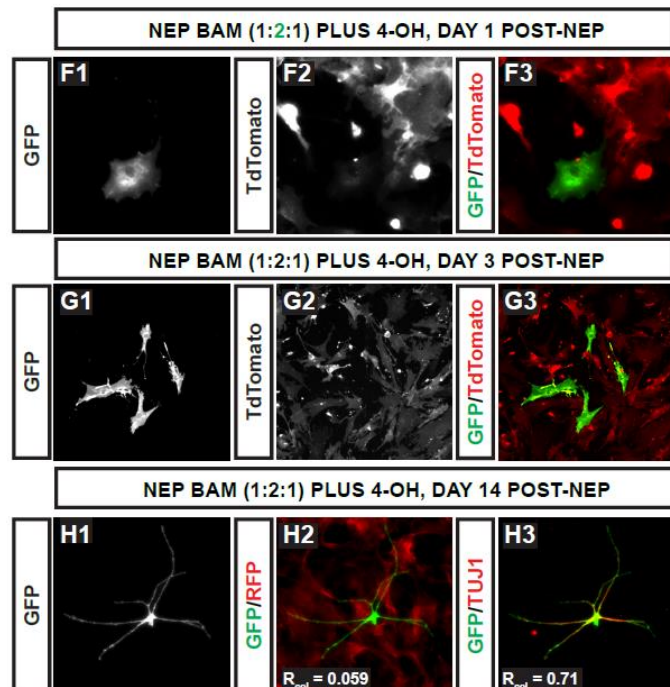 NEP BAM (1:2:1) PLUS 4-OH, DAY 1 POST-NEP
GFP
F1
TdTomato
F2
GFP/TdTomato
F3
NEP BAM (1:2:1) PLUS 4-OH, DAY 3 POST-NEP
GFP
G1
TdTomato
G2
GFP/TdTomato
G3
NEP BAM (1:2:1) PLUS 4-OH, DAY 14 POST-NEP
GFP
H1
GFP/RFP
H2
= 0.059
GFP/TUJ1
H3
= 0.71